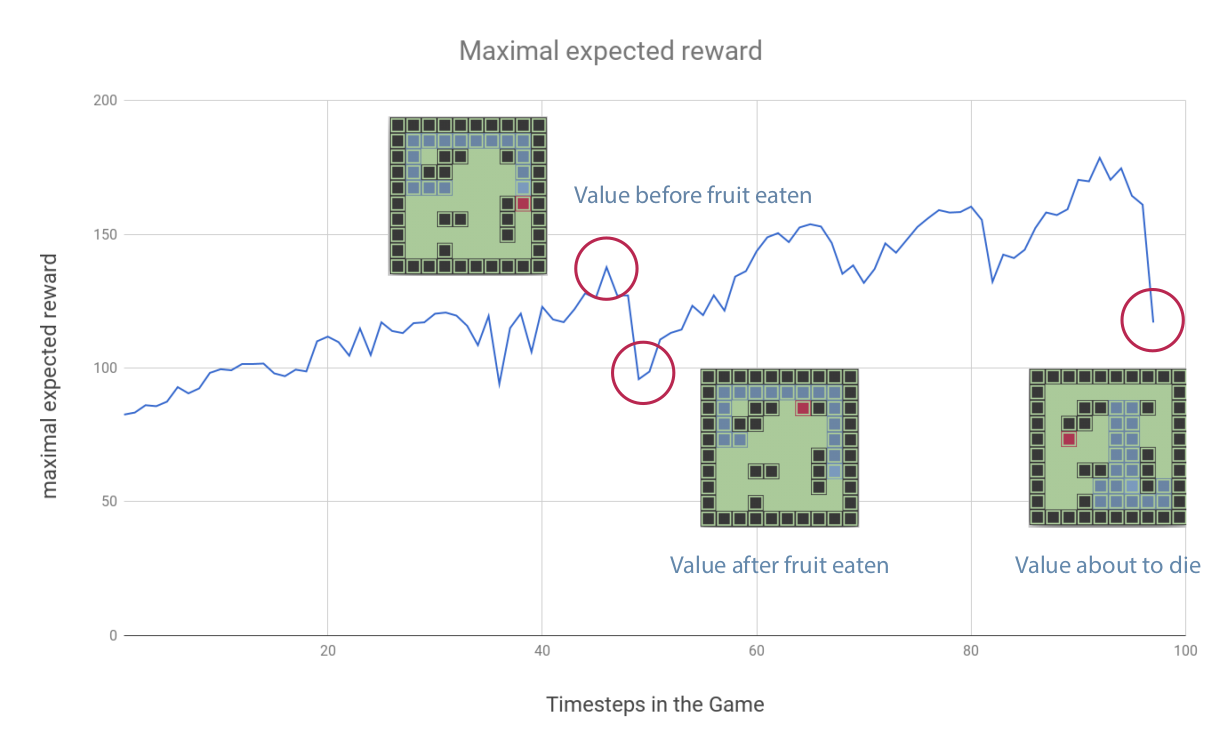 Maximal expected reward
maximal expected reward
200
150
100
50
0
Value before fruit eaten
Value after fruit eaten
Value about to die
20
40
60
80
100
Timesteps in the Game